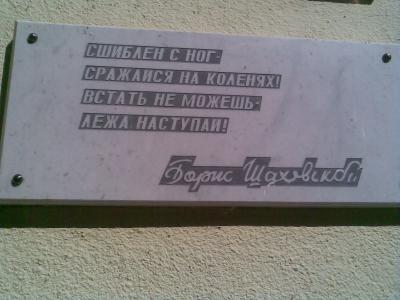 СШИБЛЕН С НОГ-
СРАЖАЙСЯ НА КОЛЕНЯХ!
ВСТАТЬ НЕ МОЖЕШЬ-
ЛЕЖА НАСТУПАЙ!
Борис Шаховской